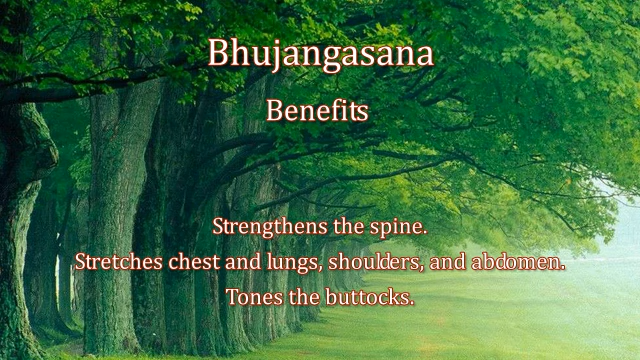 Bhujangasana
Benefits
Strengthens the spine.
Stretches chest and lungs, shoulders, and abdomen.
Tones the buttocks.